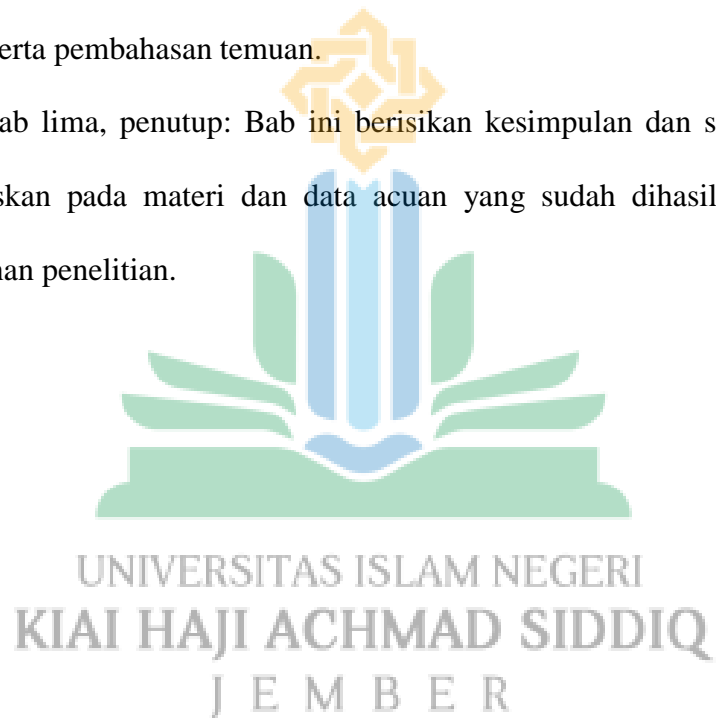 erta pembahasan temuan.
ab lima, penutup: Bab ini berisikan kesimpulan dan s
skan pada materi dan data acuan yang sudah dihasil
an penelitian.
UNIVERSITAS ISLAM NEGERI
KIAI HAJI ACHMAD SIDDIQ
JEMBER